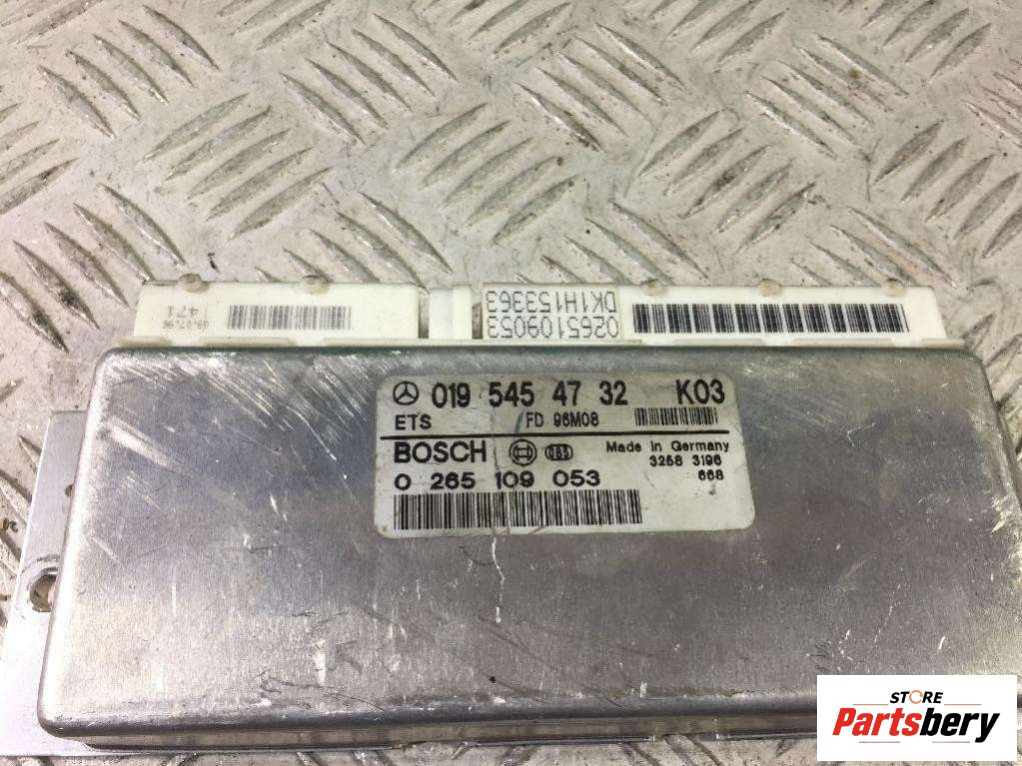 471
0265109053
DK1H153363
019 545 47 32 K03
ETS FD 96M08
BOSCH Made in Germany
3258 3196
0 265 109 053 668
STORE
Partsbery